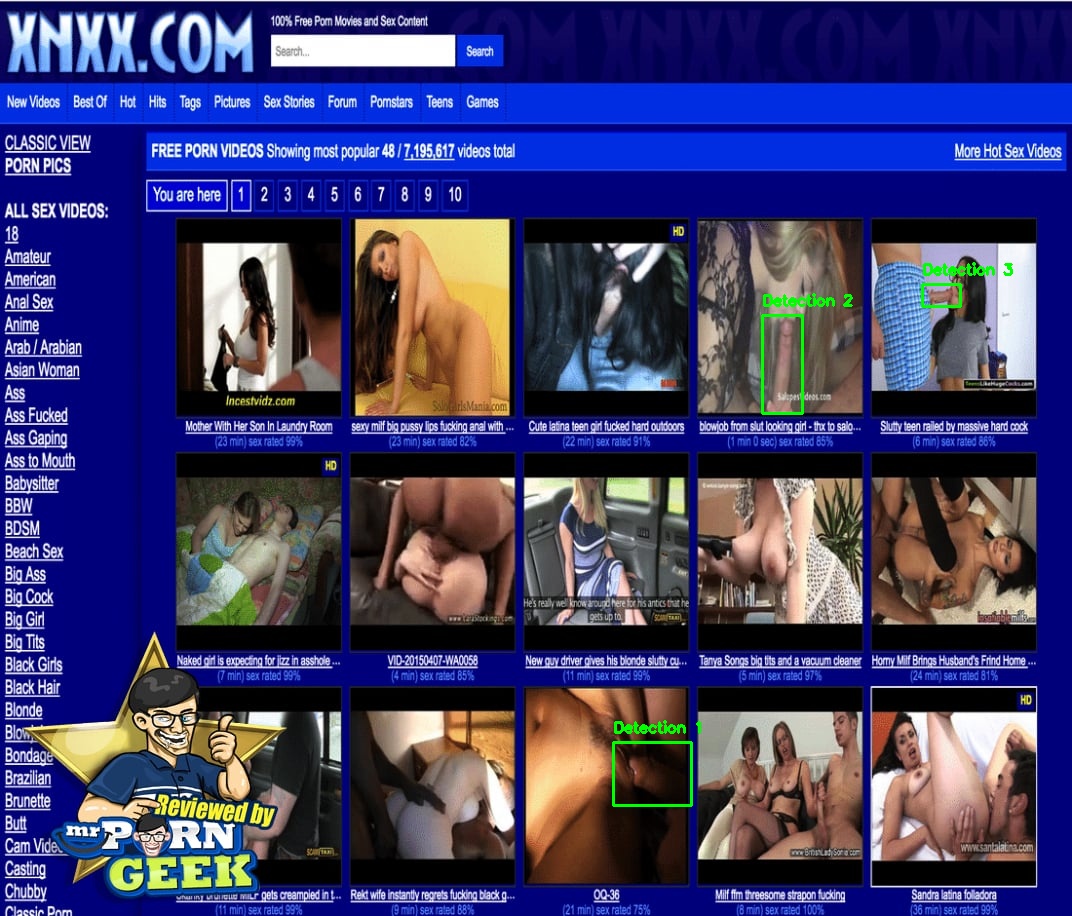 XNXX.COM
100% Free Porn Movies and Sex Content
Search...
Search
New Videos Best Of Hot Hits Tags Pictures Sex Stories Forum Pornstars Teens Games
CLASSIC VIEW
PORN PICS
ALL SEX VIDEOS:
18
Amateur
American
Anal Sex
Anime
Arab / Arabian
Asian Woman
Ass
Ass Fucked
Ass Gaping
Ass to Mouth
Babysitter
BBW
BDSM
Beach Sex
Big Ass
Big Cock
Big Girl
Big Tits
Black Girls
Black Hair
Blonde
Blow
Bondage
Brazilian
Brunette
Butt
Cam Vide
Casting
Chubby
Classic Porn
FREE PORN VIDEOS Showing most popular 48 / 7,195,617 videos total
More Hot Sex Videos
You are here 1 2 3 4 5 6 7 8 9 10
Incestvidz.com
Mother With Her Son In Laundry Room
(23 min) sex rated 99%
SoloGirlsMania.com
sexy milf big pussy lips fucking anal with ...
(23 min) sex rated 82%
HD
Cute latina teen girl fucked hard outdoors
(22 min) sex rated 91%
Detection 2
blowjob from slut looking girl - thx to salo...
(1 min 0 sec) sex rated 85%
Detection 3
TeensLikeHugeCocks.com
Slutty teen railed by massive hard cock
(6 min) sex rated 86%
HD
Naked girl is expecting for jizz in asshole ...
(7 min) sex rated 99%
VID-20150407-WA0058
(4 min) sex rated 85%
He's really well know around here for his antics that he
gets up to.
New guy driver gives his blonde slutty cu...
(11 min) sex rated 99%
Tanya Songs big tits and a vacuum cleaner
(5 min) sex rated 97%
Horny Milf Brings Husband's Frind Home ...
(24 min) sex rated 81%
Skanky brunette MILF gets creampied in t...
(11 min) sex rated 99%
Rekt wife instantly regrets fucking black g...
(9 min) sex rated 88%
Detection 1
OQ-36
(21 min) sex rated 75%
www.BritishLadySonia.com
Milf ffm threesome strapon fucking
(8 min) sex rated 100%
HD
www.santalatina.com
Sandra latina folladora
(36 min) sex rated 99%
Reviewed by
mrPORN
GEEK